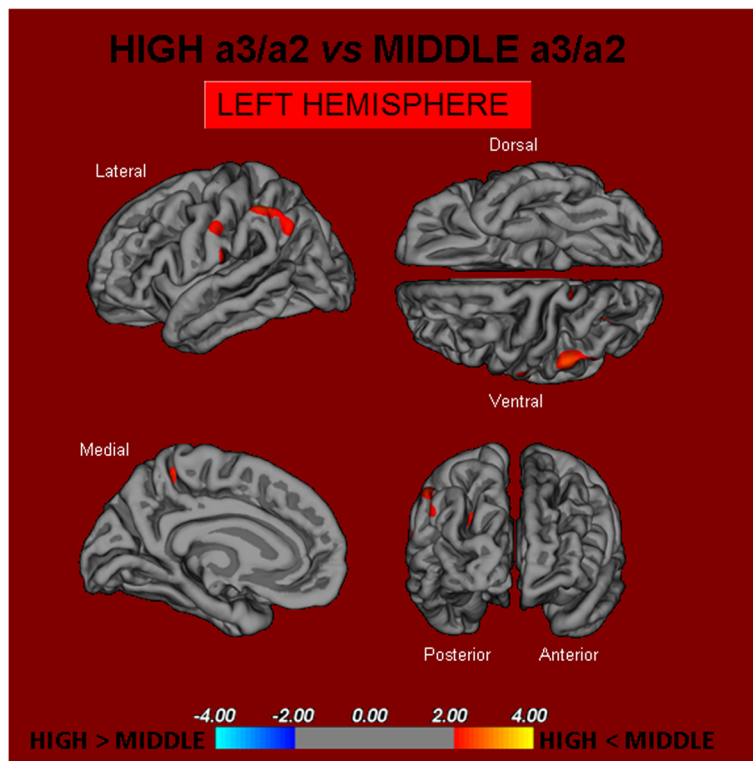 HIGH a3/a2 vs MIDDLE a3/a2
LEFT HEMISPHERE
Lateral
Dorsal
Ventral
Medial
Posterior
Anterior
-4.00 -2.00 0.00 2.00 4.00
HIGH > MIDDLE
HIGH < MIDDLE